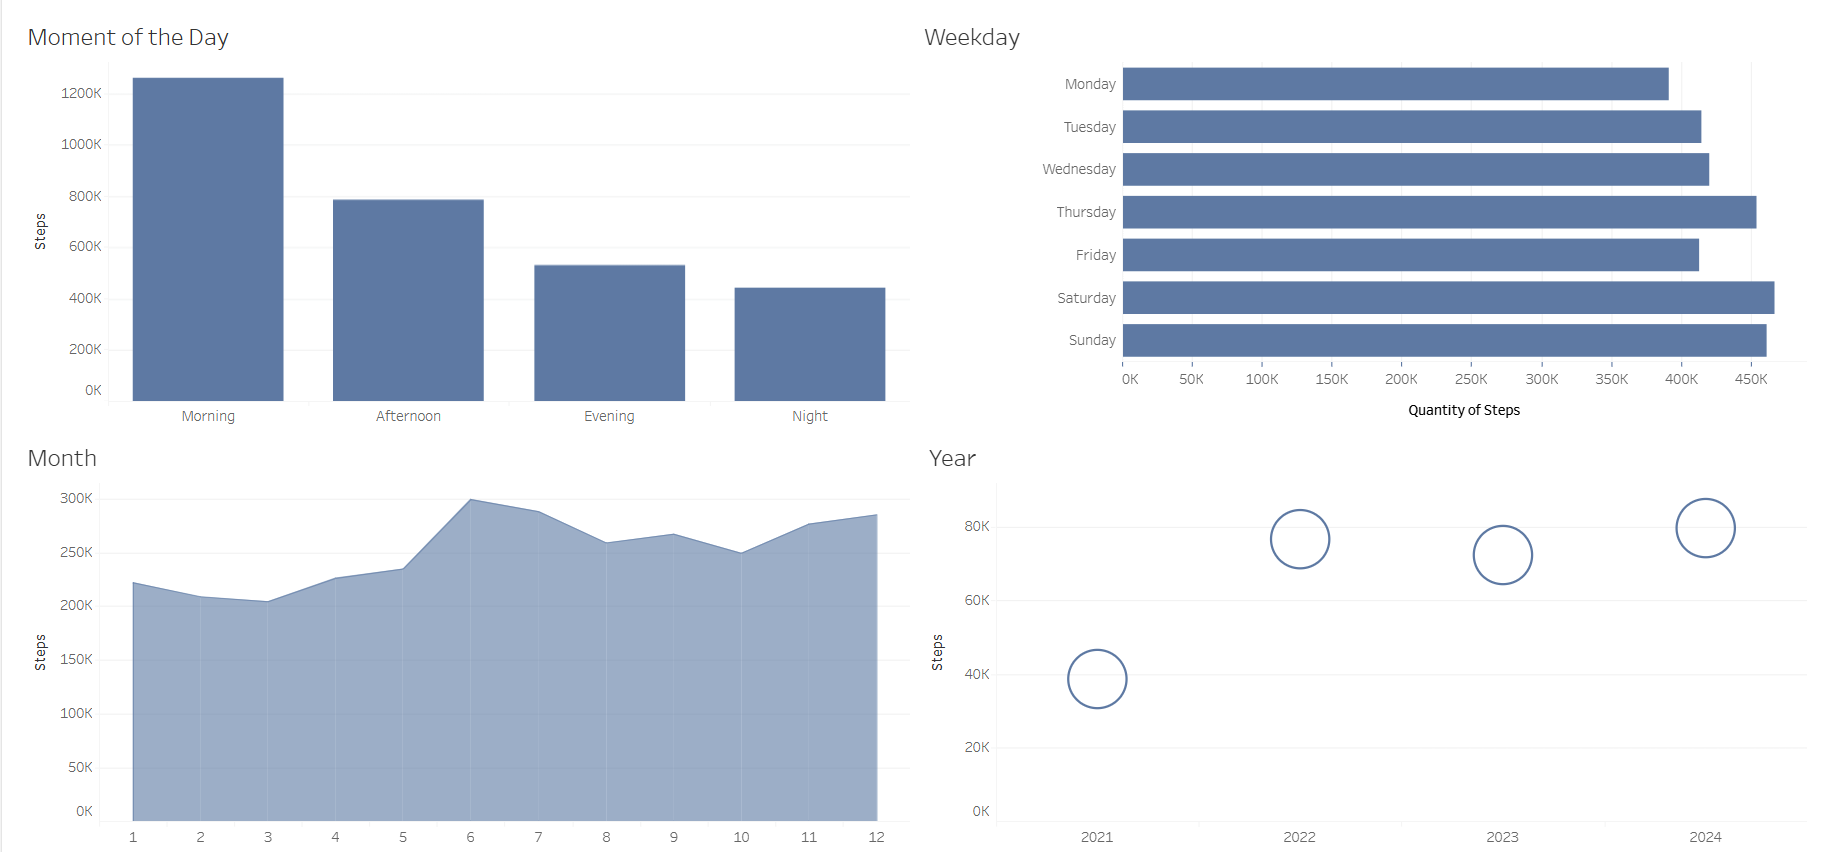 Moment of the Day
Steps
1200K
1000K
800K
600K
400K
200K
0K
Morning Afternoon Evening Night
Weekday
Monday
Tuesday
Wednesday
Thursday
Friday
Saturday
Sunday
0K 50K 100K 150K 200K 250K 300K 350K 400K 450K
Quantity of Steps
Month
Steps
300K
250K
200K
150K
100K
50K
0K
1 2 3 4 5 6 7 8 9 10 11 12
Year
Steps
80K
60K
40K
20K
0K
2021 2022 2023 2024